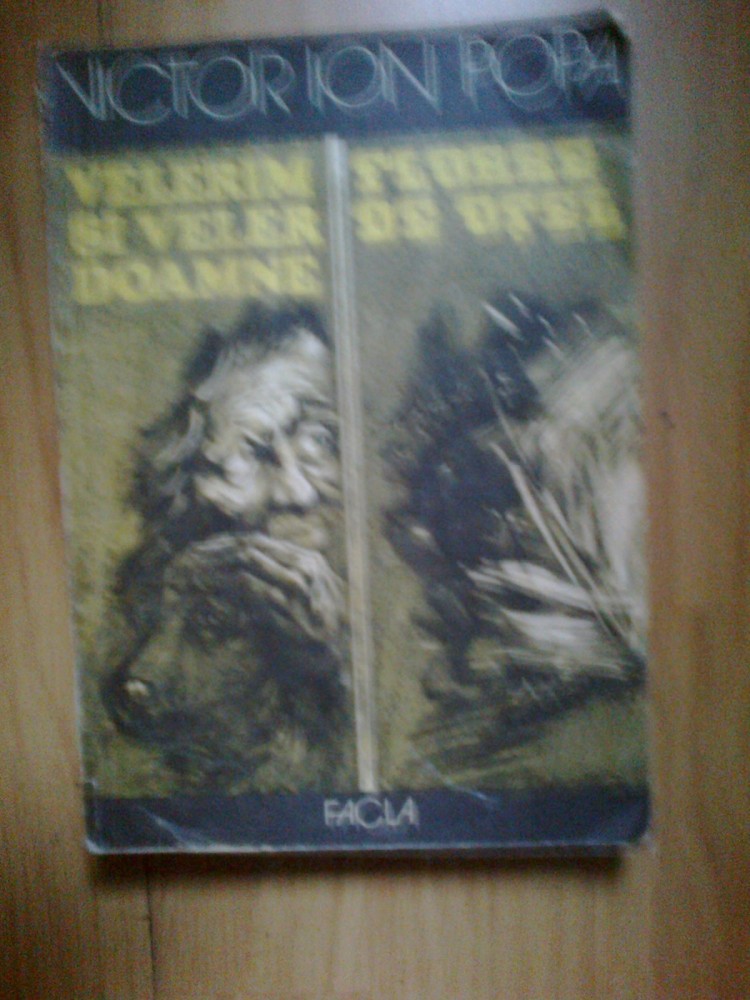 VICTOR ION POPA
VELERIM
ȘI VELER
DOAMNE
FLOARE
DE OȚEL
FACLA